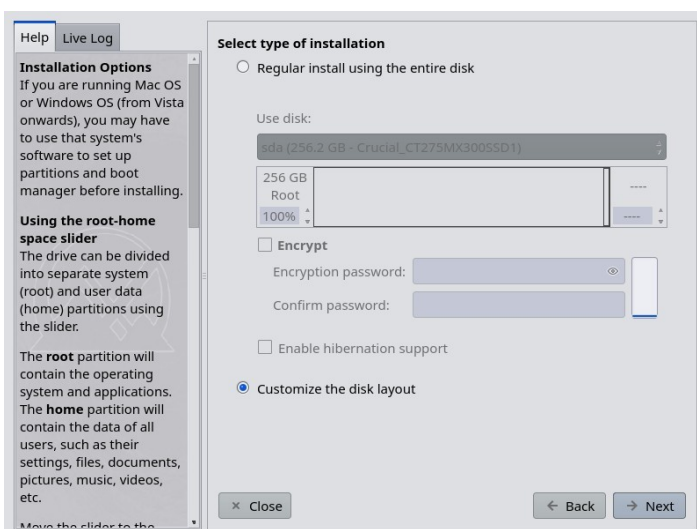 Help
Live Log
Installation Options
If you are running Mac OS
or Windows OS (from Vista
onwards), you may have
to use that system's
software to set up
partitions and boot
manager before installing.
Using the root-home
space slider
The drive can be divided
into separate system
(root) and user data
(home) partitions using
the slider.
The root partition will
contain the operating
system and applications.
The home partition will
contain the data of all
users, such as their
settings, files, documents,
pictures, music, videos,
etc.
Move the slider to the
Select type of installation
Regular install using the entire disk
Use disk:
sda (256.2 GB - Crucial_CT275MX300SSD1)
256 GB
Root
100%
----
----
Encrypt
Encryption password:
Confirm password:
Enable hibernation support
Customize the disk layout
Close
Back
Next